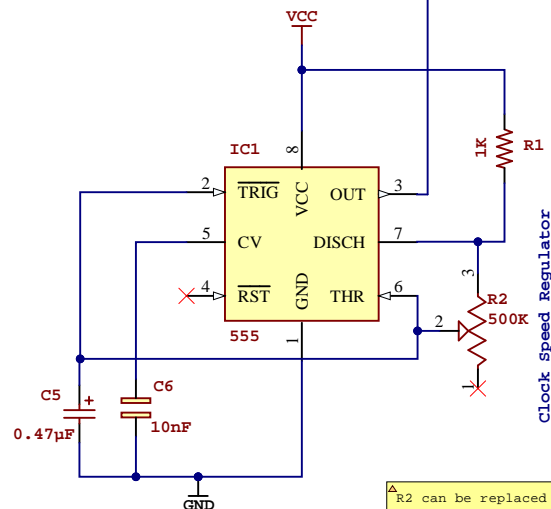 VCC
IC1
8
R1
1K
2
TRIG
VCC
OUT
3
5
CV
DISCH
7
4
RST
GND
THR
6
3
R2
500K
2
1
555
1
Clock Speed Regulator
C5
+
0.47µF
C6
10nF
GND
R2 can be replaced